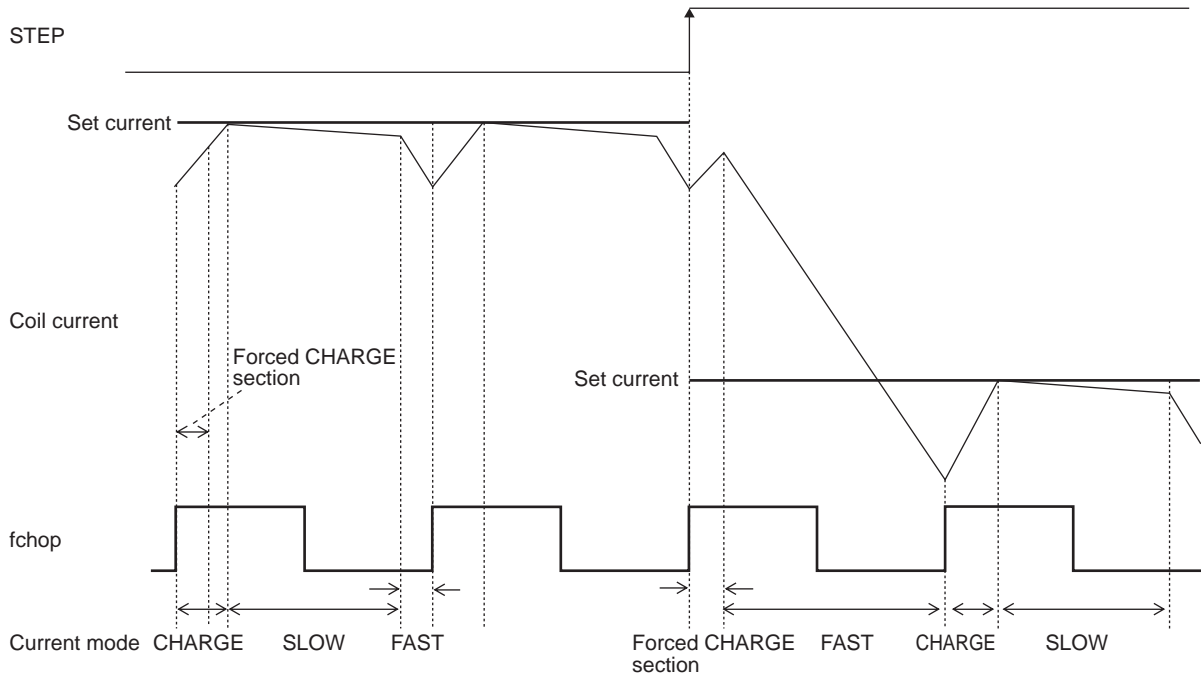 STEP
Set current
Coil current
Forced CHARGE
section
Set current
fchop
Current mode CHARGE SLOW FAST Forced CHARGE FAST CHARGE SLOW
section